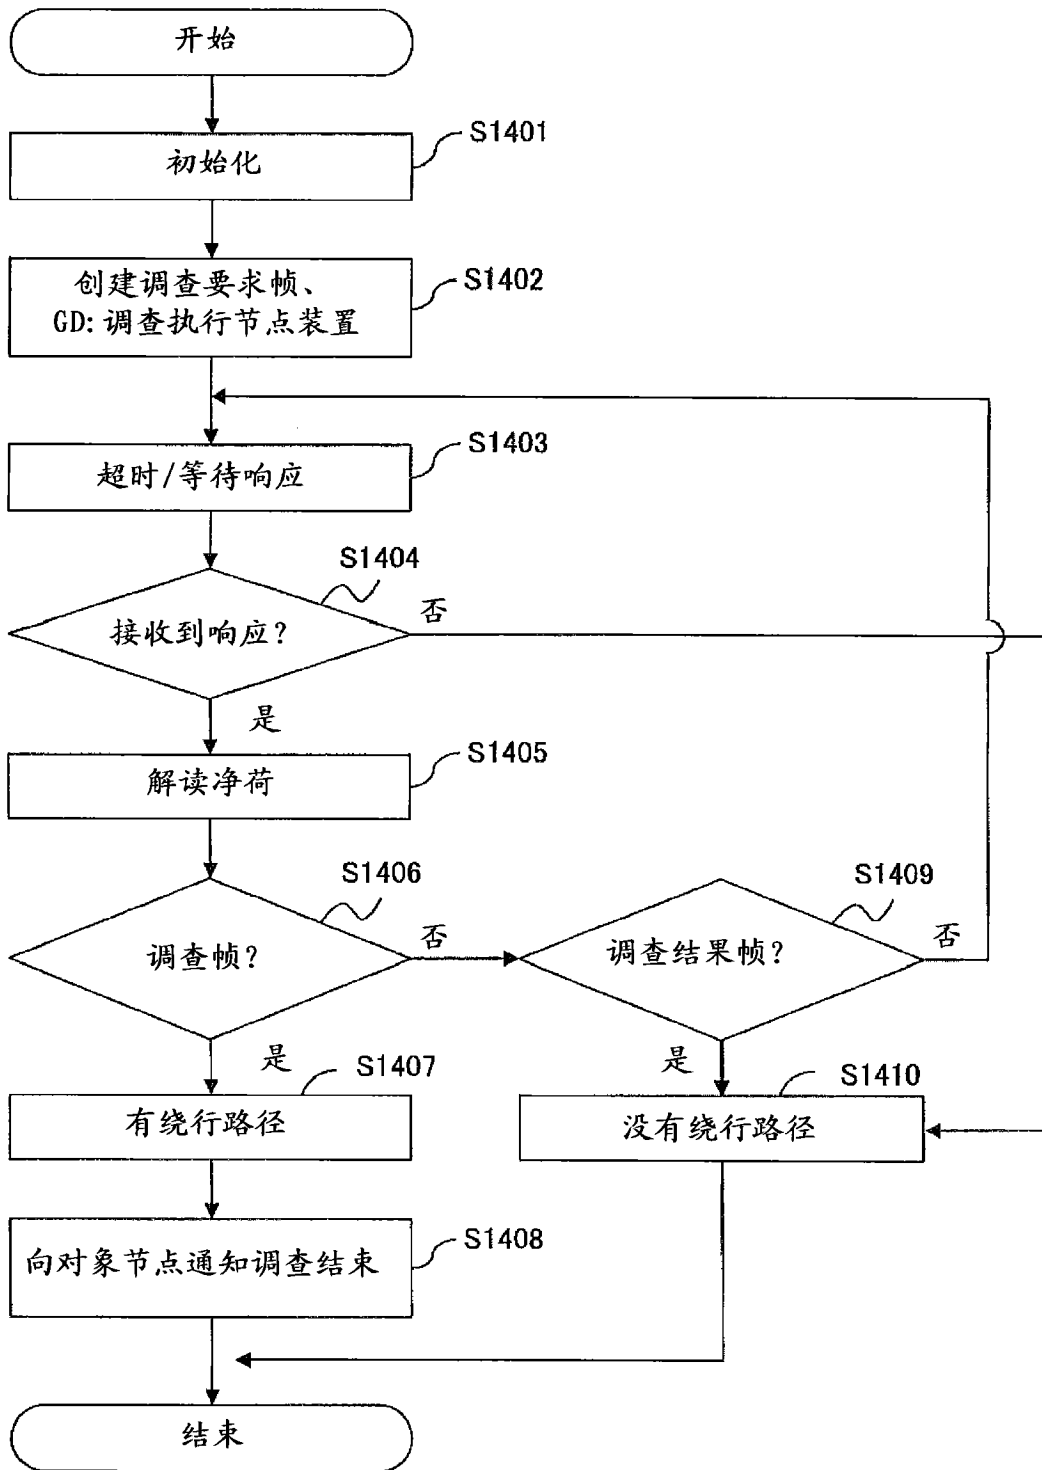 开始
S1401
初始化
S1402
创建调查要求帧、
GD:调查执行节点装置
S1403
超时/等待响应
S1404
接收到响应?
否
是
S1405
解读净荷
S1406
调查帧?
否
S1409
调查结果帧?
否
是
S1407
有绕行路径
是
S1410
没有绕行路径
S1408
向对象节点通知调查结束
结束